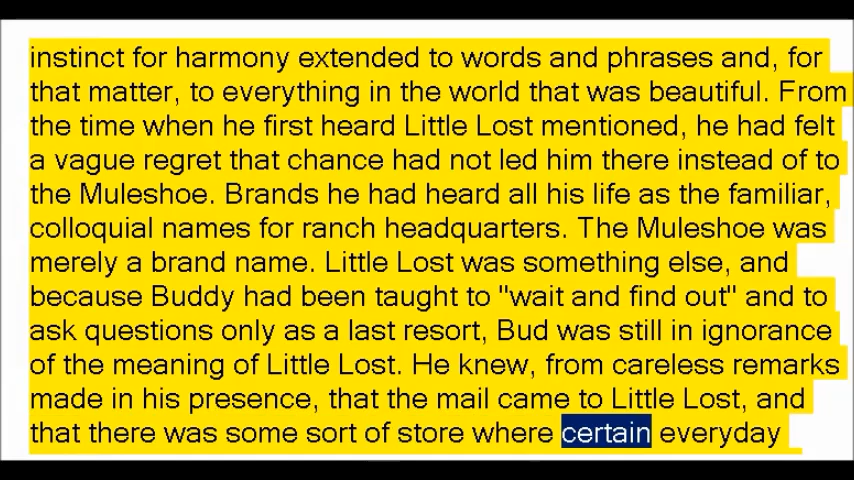 instinct for harmony extended to words and phrases and, for
that matter, to everything in the world that was beautiful. From
the time when he first heard Little Lost mentioned, he had felt
a vague regret that chance had not led him there instead of to
the Muleshoe. Brands he had heard all his life as the familiar,
colloquial names for ranch headquarters. The Muleshoe was
merely a brand name. Little Lost was something else, and
because Buddy had been taught to "wait and find out" and to
ask questions only as a last resort, Bud was still in ignorance
of the meaning of Little Lost. He knew, from careless remarks
made in his presence, that the mail came to Little Lost, and
that there was some sort of store where certain everyday